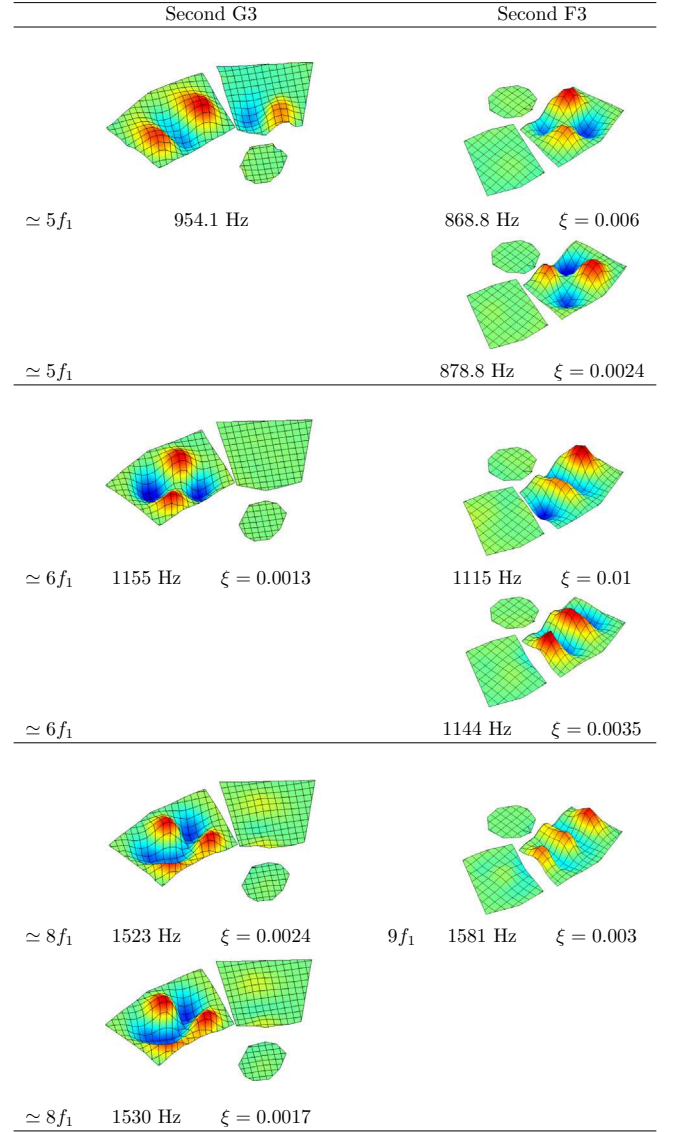 Second G3 Second F3
≃ 5f₁ 954.1 Hz 868.8 Hz ξ = 0.006
≃ 5f₁ 878.8 Hz ξ = 0.0024
≃ 6f₁ 1155 Hz ξ = 0.0013 1115 Hz ξ = 0.01
≃ 6f₁ 1144 Hz ξ = 0.0035
≃ 8f₁ 1523 Hz ξ = 0.0024 9f₁ 1581 Hz ξ = 0.003
≃ 8f₁ 1530 Hz ξ = 0.0017